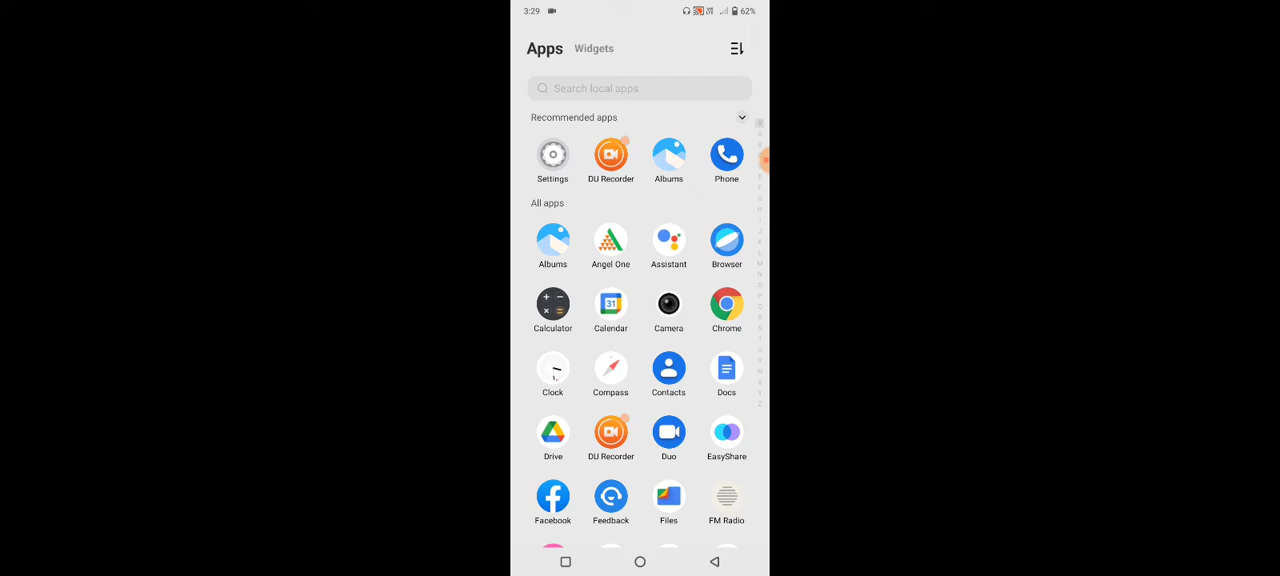 3:29 62%
Apps Widgets
Search local apps
Recommended apps
Settings DU Recorder Albums Phone
All apps
Albums Angel One Assistant Browser
31
Calculator Calendar Camera Chrome
Clock Compass Contacts Docs
Drive DU Recorder Duo EasyShare
Facebook Feedback Files FM Radio